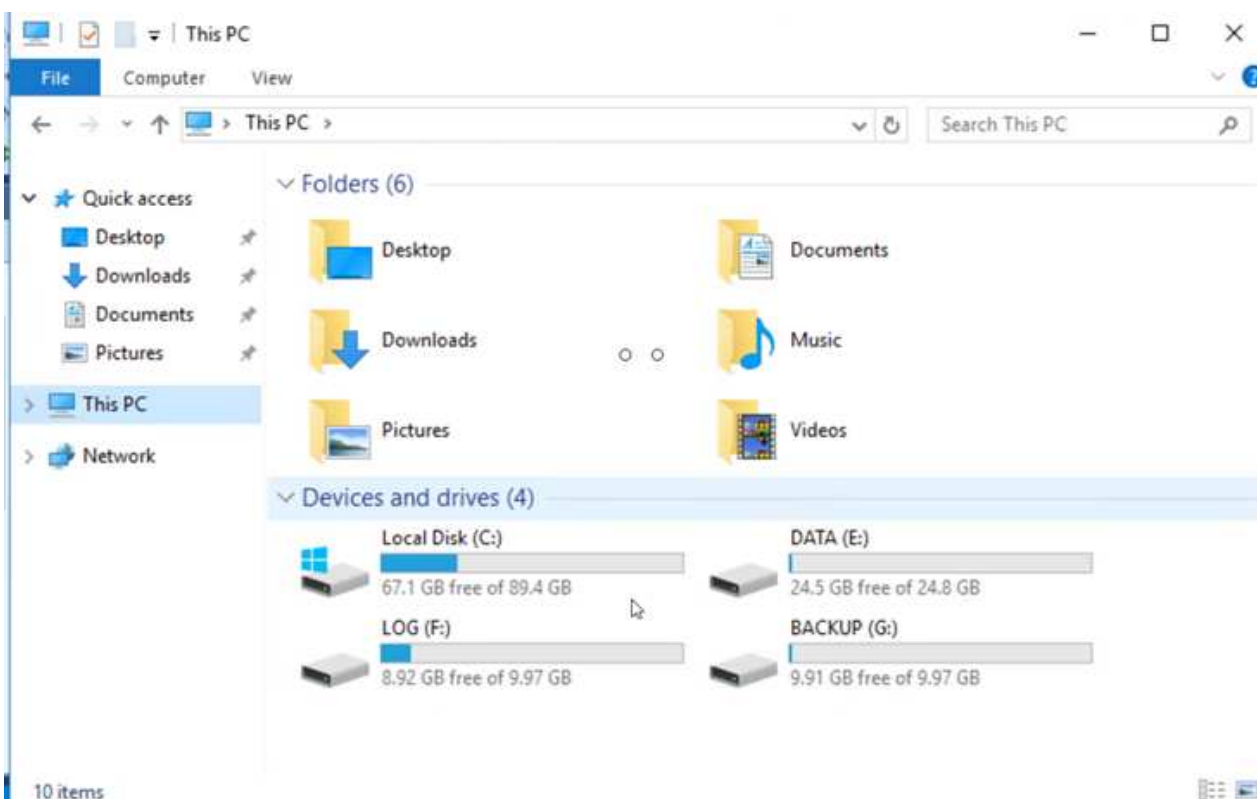 This PC
File Computer View
This PC
Search This PC
Quick access
Desktop
Downloads
Documents
Pictures
This PC
Network
Folders (6)
Desktop
Documents
Downloads
Music
Pictures
Videos
Devices and drives (4)
Local Disk (C:)
67.1 GB free of 89.4 GB
DATA (E:)
24.5 GB free of 24.8 GB
LOG (F:)
8.92 GB free of 9.97 GB
BACKUP (G:)
9.91 GB free of 9.97 GB
10 items